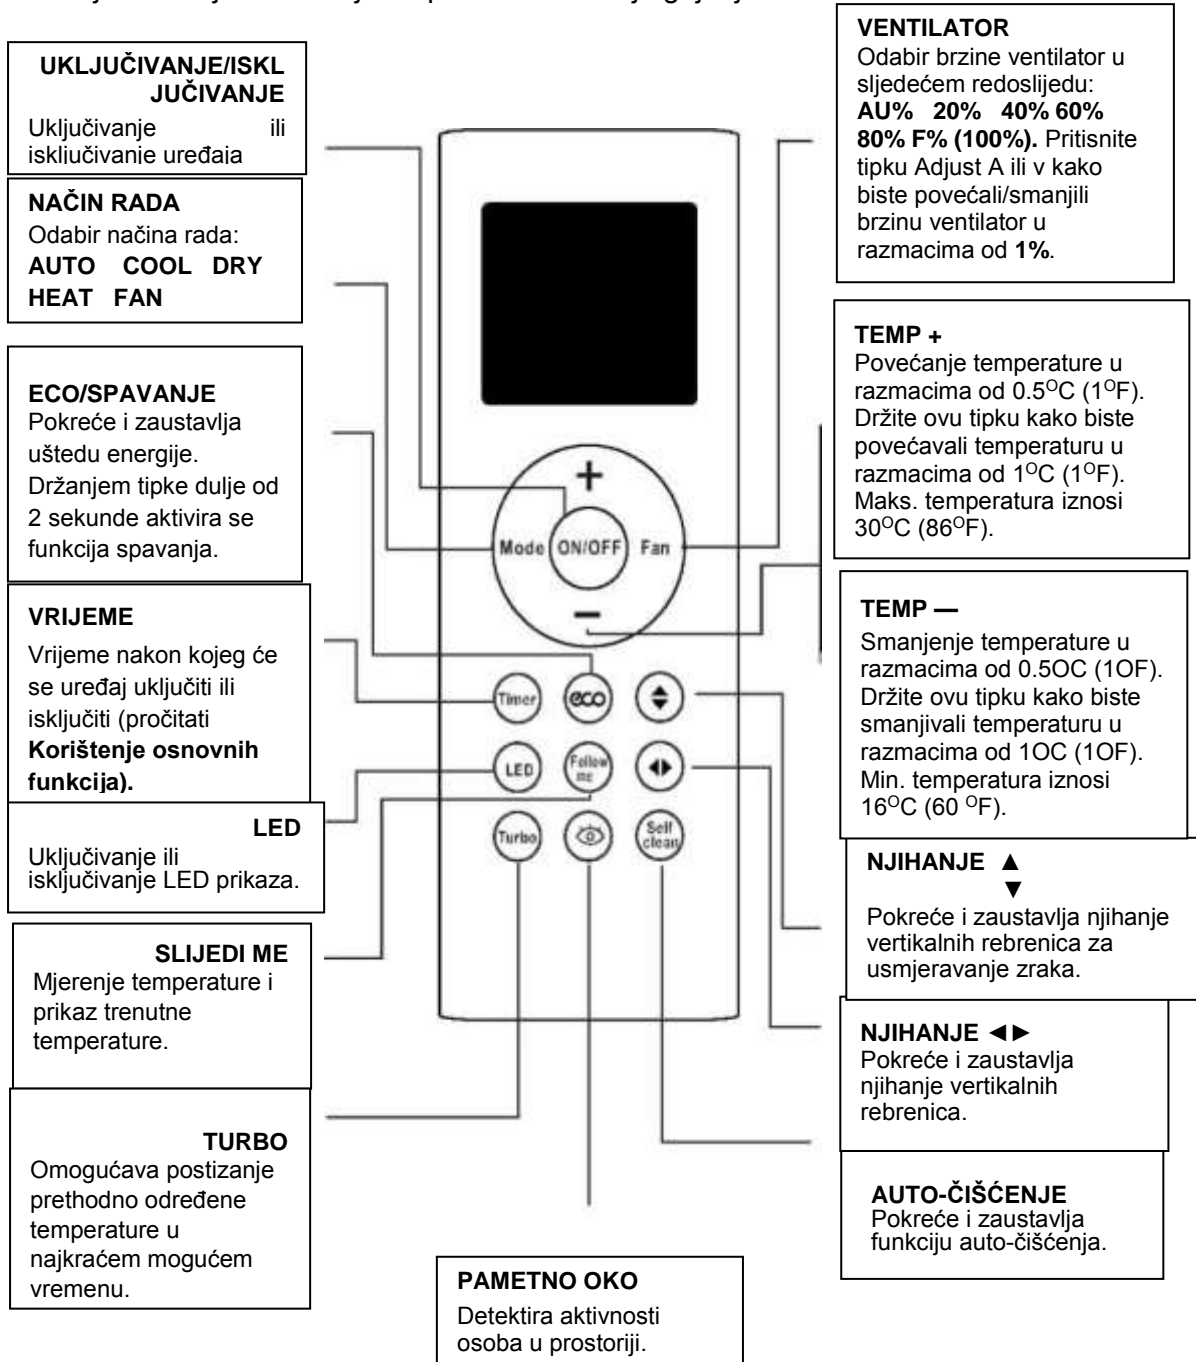 UKLJUČIVANJE/ISKL
JUČIVANJE
Uključivanje ili
isključivanje uređaja
NAČIN RADA
Odabir načina rada:
AUTO COOL DRY
HEAT FAN
ECO/SPAVANJE
Pokreće i zaustavlja
uštedu energije.
Držanjem tipke dulje od
2 sekunde aktivira se
funkcija spavanja.
VRIJEME
Vrijeme nakon kojeg će
se uređaj uključiti ili
isključiti (pročitati
Korištenje osnovnih
funkcija).
LED
Uključivanje ili
isključivanje LED prikaza.
SLIJEDI ME
Mjerenje temperature i
prikaz trenutne
temperature.
TURBO
Omogućava postizanje
prethodno određene
temperature u
najkraćem mogućem
vremenu.
+
Mode ON/OFF Fan
−
Timer eco
LED Follow me
Turbo Self clean
PAMETNO OKO
Detektira aktivnosti
osoba u prostoriji.
VENTILATOR
Odabir brzine ventilator u
sljedećem redoslijedu:
AU% 20% 40% 60%
80% F% (100%). Pritisnite
tipku Adjust A ili v kako
biste povećali/smanjili
brzinu ventilator u
razmacima od 1%.
TEMP +
Povećanje temperature u
razmacima od 0.5OC (1OF).
Držite ovu tipku kako biste
povećavali temperaturu u
razmacima od 1OC (1OF).
Maks. temperatura iznosi
30OC (86OF).
TEMP —
Smanjenje temperature u
razmacima od 0.5OC (1OF).
Držite ovu tipku kako biste
smanjivali temperaturu u
razmacima od 1OC (1OF).
Min. temperatura iznosi
16OC (60 OF).
NJIHANJE ▲
▼
Pokreće i zaustavlja njihanje
vertikalnih rebrenica za
usmjeravanje zraka.
NJIHANJE ◄►
Pokreće i zaustavlja
njihanje vertikalnih
rebrenica.
AUTO-ČIŠĆENJE
Pokreće i zaustavlja
funkciju auto-čišćenja.